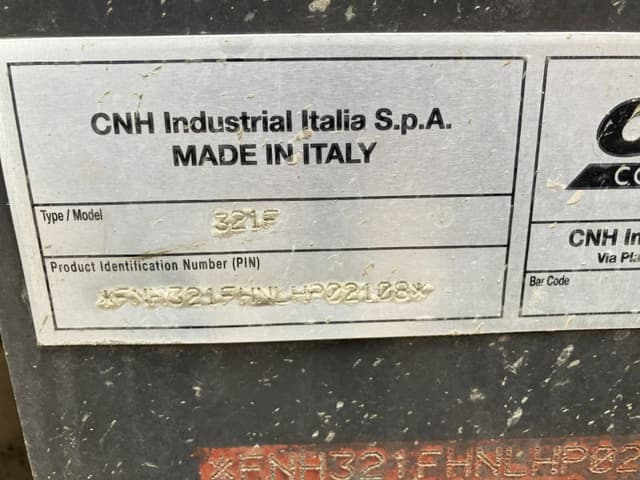 CNH Industrial Italia S.p.A.
MADE IN ITALY
Type / Model
321F
Product Identification Number (PIN)
*FNH321FHNLHP02108*
CNH In
Via Pla
Bar Code
*FNH321FHNLHP02